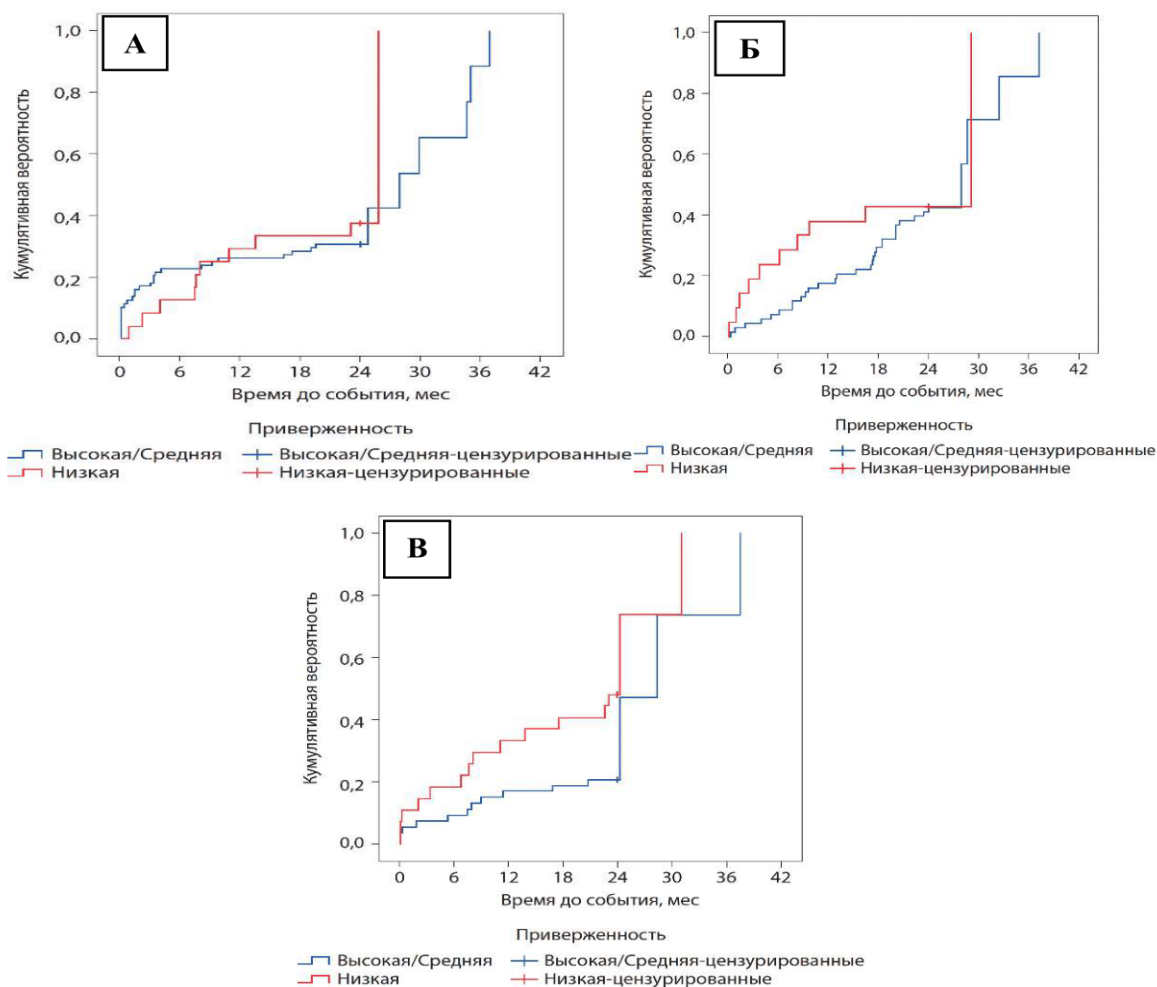 А
Кумулятивная вероятность
1,0
0,8
0,6
0,4
0,2
0,0
0 6 12 18 24 30 36 42
Время до события, мес
Приверженность
Высокая/Средняя Высокая/Средняя-цензурированные
Низкая Низкая-цензурированные
Б
Кумулятивная вероятность
1,0
0,8
0,6
0,4
0,2
0,0
0 6 12 18 24 30 36 42
Время до события, мес
Приверженность
Высокая/Средняя Высокая/Средняя-цензурированные
Низкая Низкая-цензурированные
В
Кумулятивная вероятность
1,0
0,8
0,6
0,4
0,2
0,0
0 6 12 18 24 30 36 42
Время до события, мес
Приверженность
Высокая/Средняя Высокая/Средняя-цензурированные
Низкая Низкая-цензурированные